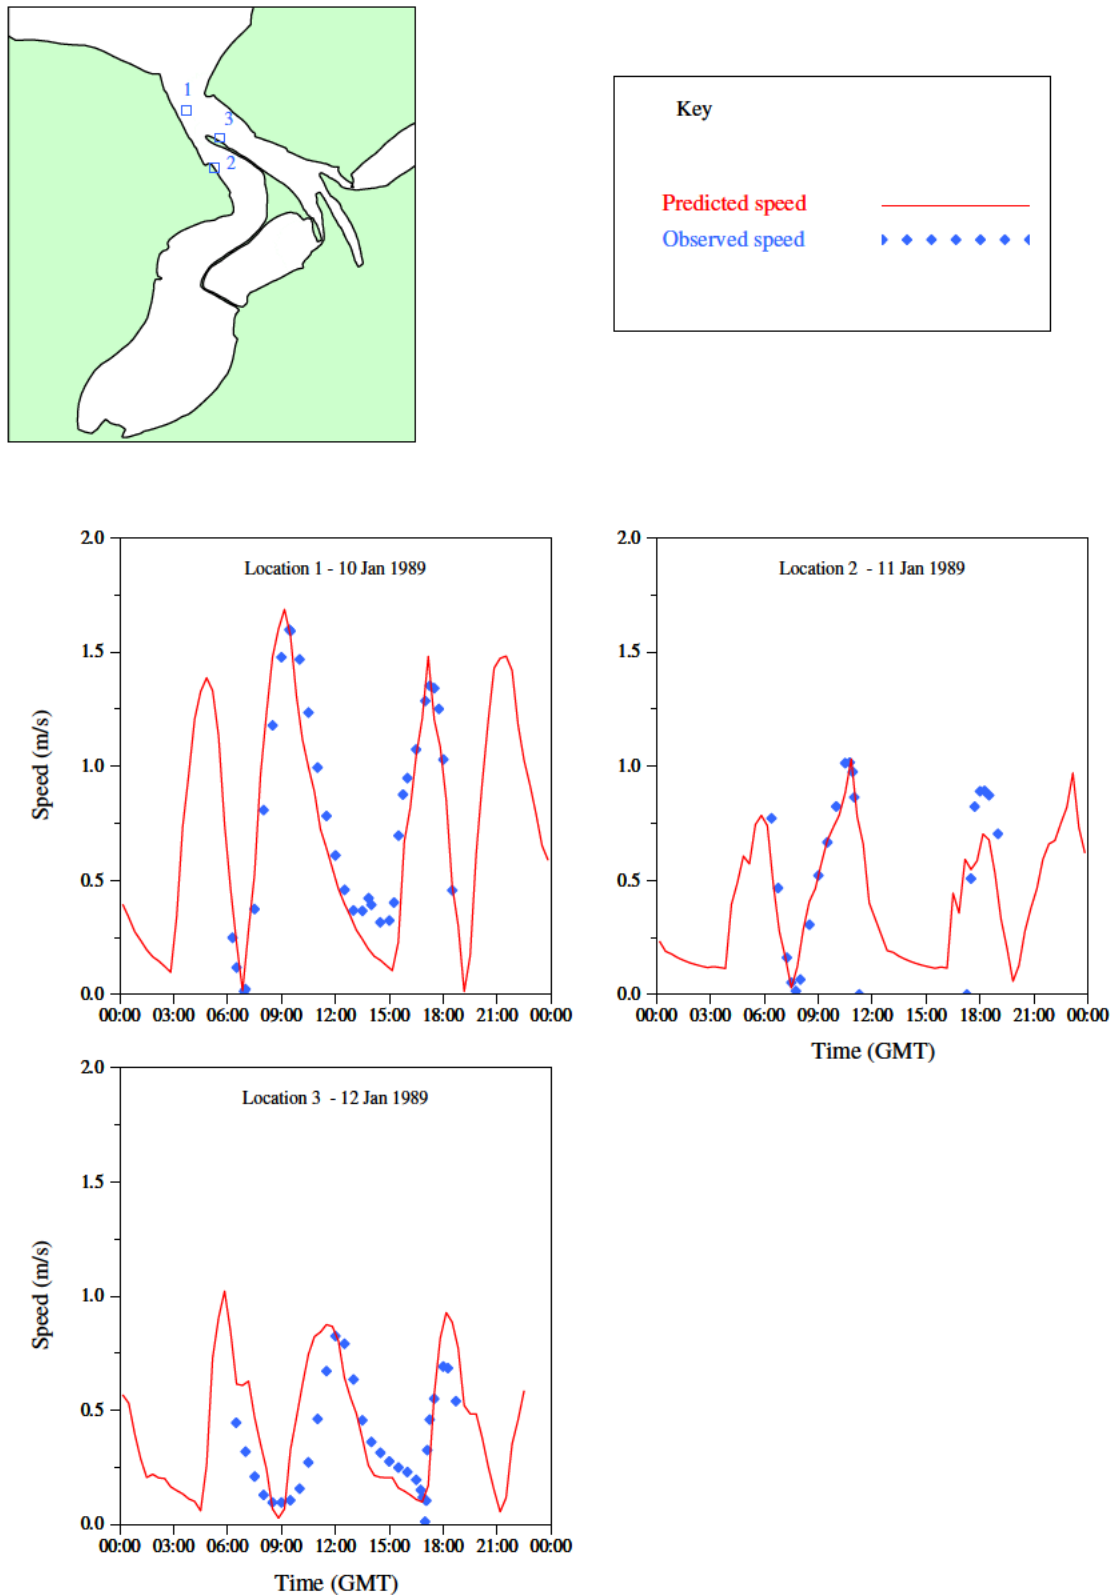 1
3
2
Key
Predicted speed
Observed speed
2.0
1.5
1.0
0.5
0.0
Speed (m/s)
Location 1 - 10 Jan 1989
00:00 03:00 06:00 09:00 12:00 15:00 18:00 21:00 00:00
2.0
1.5
1.0
0.5
0.0
Location 2 - 11 Jan 1989
00:00 03:00 06:00 09:00 12:00 15:00 18:00 21:00 00:00
Time (GMT)
2.0
1.5
1.0
0.5
0.0
Speed (m/s)
Location 3 - 12 Jan 1989
00:00 03:00 06:00 09:00 12:00 15:00 18:00 21:00 00:00
Time (GMT)